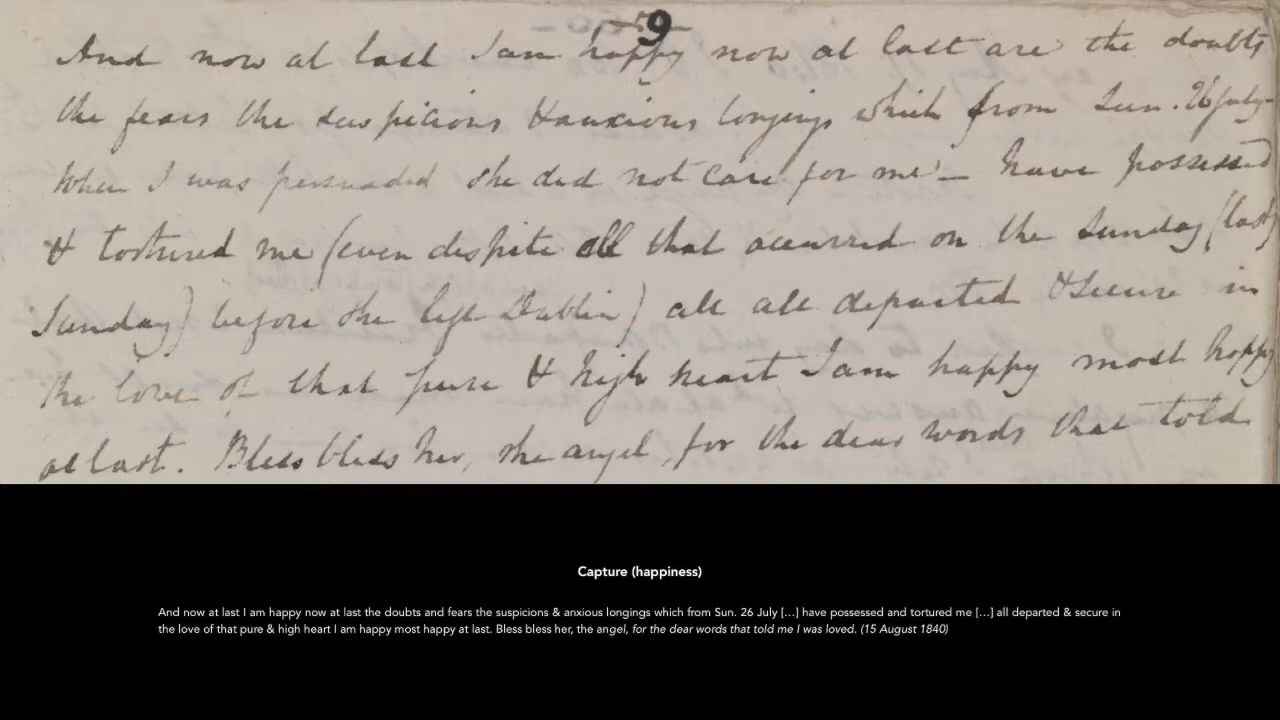 9
And now at last I am happy now at last are the doubts
the fears the suspicions & anxious longings which from Sun. 26 July
When I was persuaded she did not care for me — have possessed
& tortured me (even despite all that occurred on the Sunday (last
Sunday) before she left Dublin) all all departed & secure in
the love of that pure & high heart I am happy most happy
at last. Bless bless her, the angel, for the dear words that told
Capture (happiness)
And now at last I am happy now at last the doubts and fears the suspicions & anxious longings which from Sun. 26 July [...] have possessed and tortured me [...] all departed & secure in
the love of that pure & high heart I am happy most happy at last. Bless bless her, the angel, for the dear words that told me I was loved. (15 August 1840)